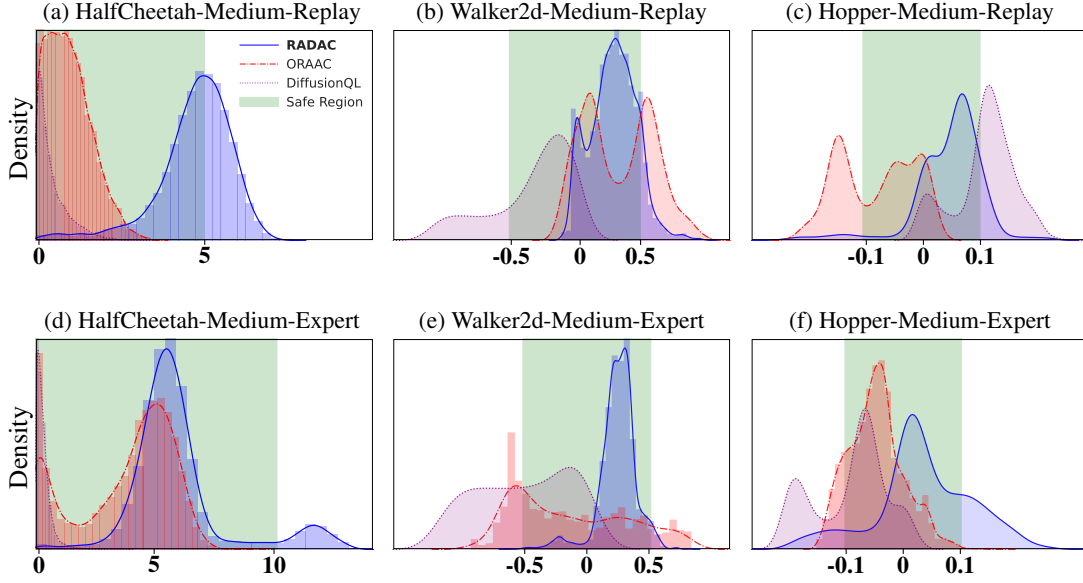 (a) HalfCheetah-Medium-Replay
(b) Walker2d-Medium-Replay
(c) Hopper-Medium-Replay
Density
RADAC
ORAAC
DiffusionQL
Safe Region
0 5
-0.5 0 0.5
-0.1 0 0.1
(d) HalfCheetah-Medium-Expert
(e) Walker2d-Medium-Expert
(f) Hopper-Medium-Expert
Density
0 5 10
-0.5 0 0.5
-0.1 0 0.1